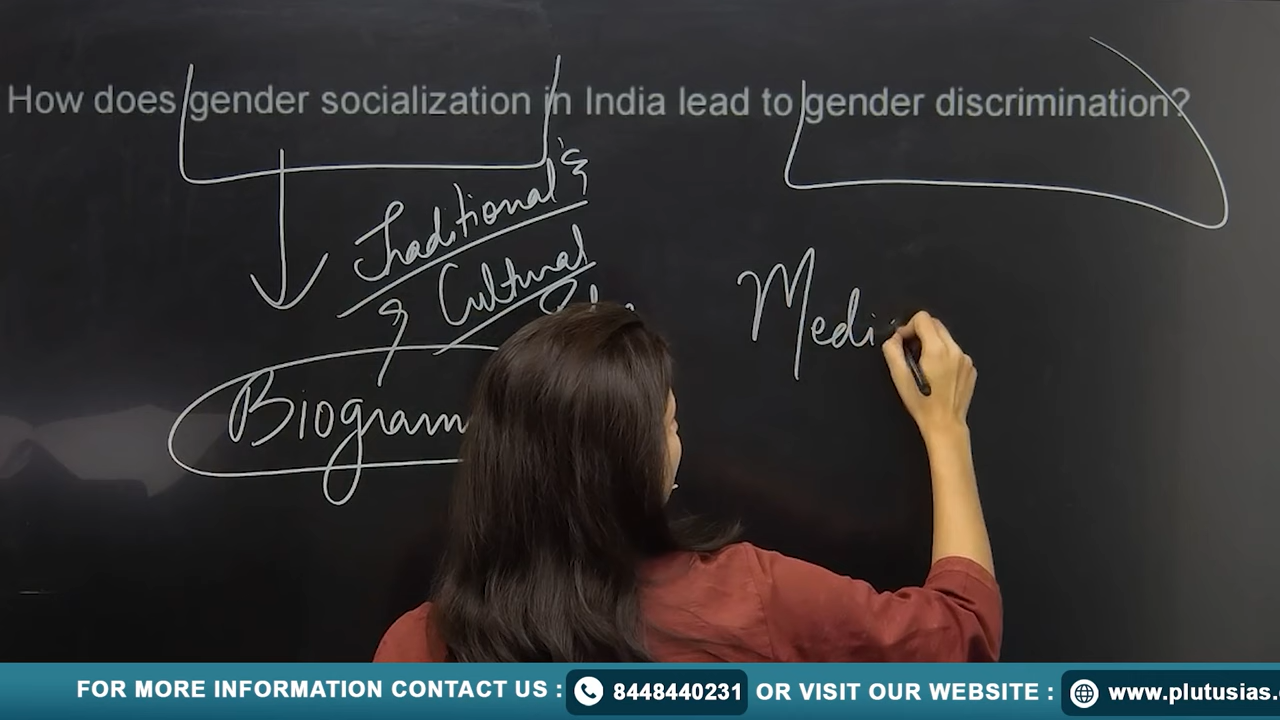 How does gender socialization in India lead to gender discrimination?
Traditional &
& Cultural
Biogram
Medi
FOR MORE INFORMATION CONTACT US : 8448440231 OR VISIT OUR WEBSITE : www.plutusias.